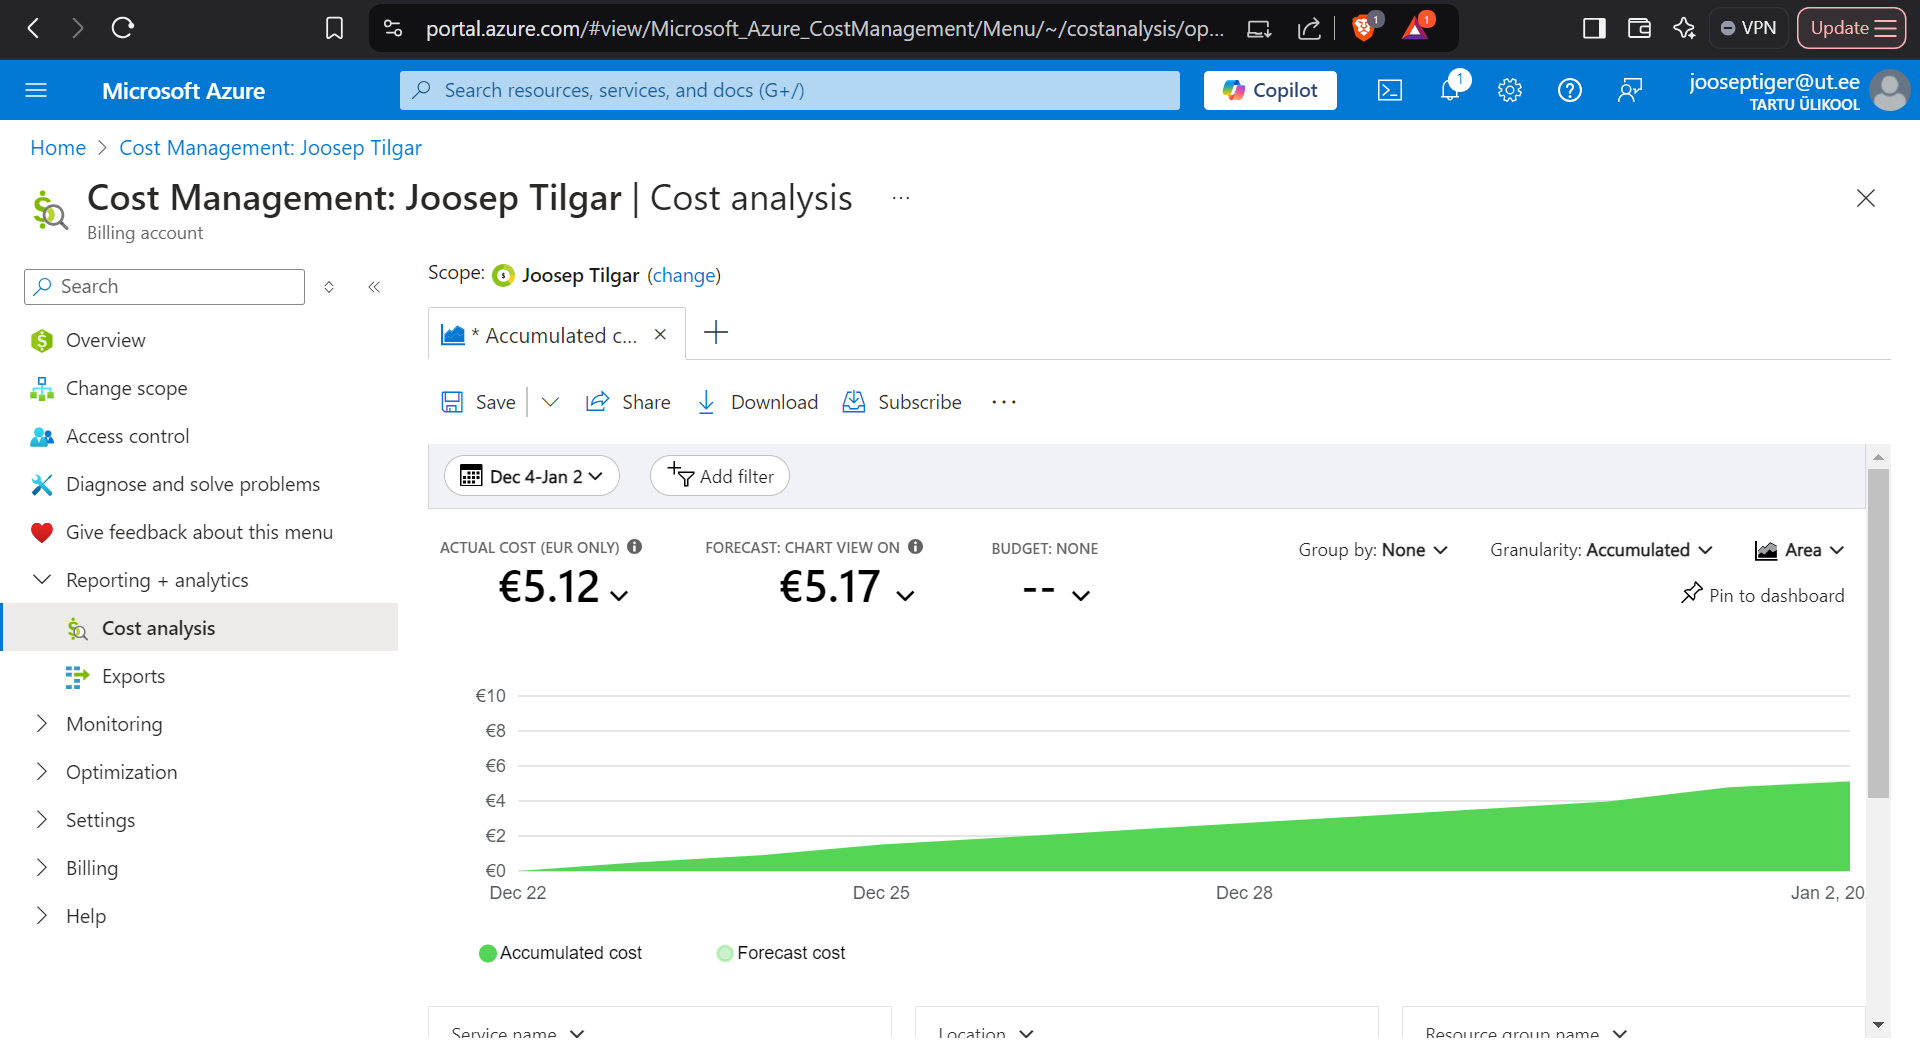 portal.azure.com/#view/Microsoft_Azure_CostManagement/Menu/~/costanalysis/op...
1
1
VPN
Update
Microsoft Azure
Search resources, services, and docs (G+/)
Copilot
1
jooseptiger@ut.ee
TARTU ÜLIKOOL
Home > Cost Management: Joosep Tilgar
Cost Management: Joosep Tilgar | Cost analysis ...
Billing account
Search
Overview
Change scope
Access control
Diagnose and solve problems
Give feedback about this menu
Reporting + analytics
Cost analysis
Exports
Monitoring
Optimization
Settings
Billing
Help
Scope: Joosep Tilgar (change)
* Accumulated c...
Save
Share
Download
Subscribe
...
Dec 4-Jan 2
Add filter
ACTUAL COST (EUR ONLY)
€5.12
FORECAST: CHART VIEW ON
€5.17
BUDGET: NONE
--
Group by: None
Granularity: Accumulated
Area
Pin to dashboard
€10
€8
€6
€4
€2
€0
Dec 22
Dec 25
Dec 28
Jan 2, 20
Accumulated cost
Forecast cost
Service name
Location
Resource group name